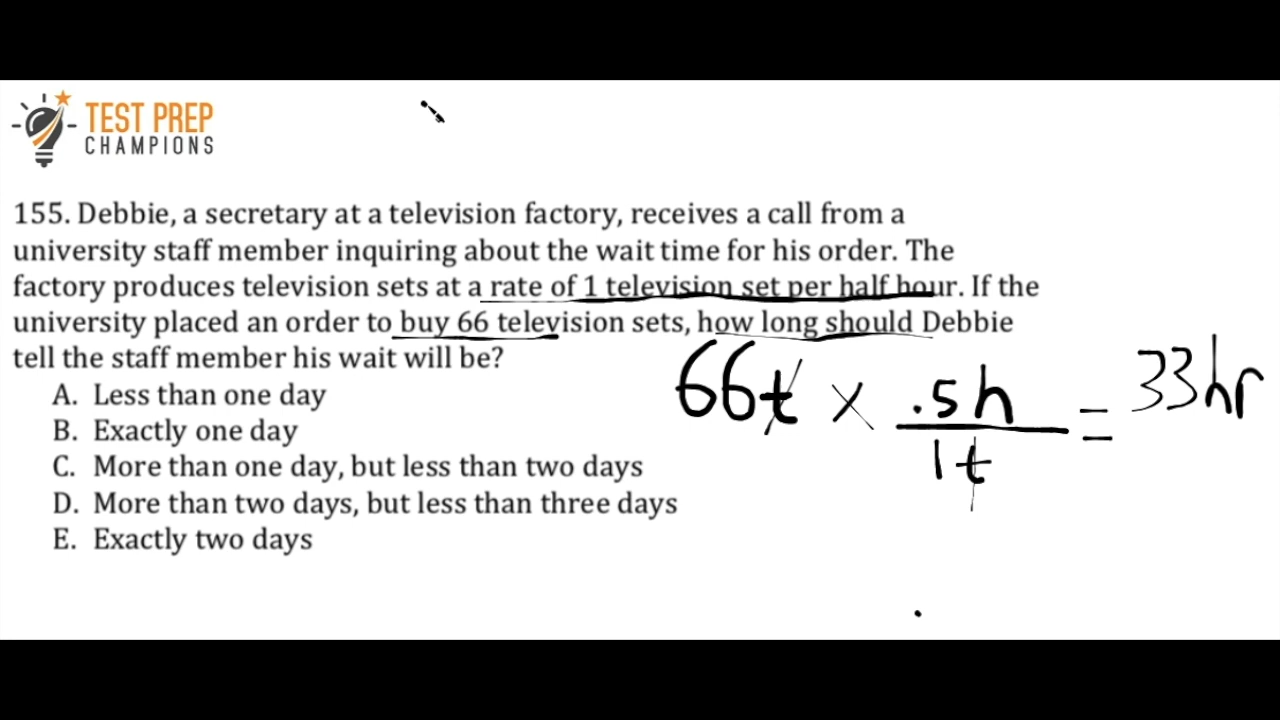 TEST PREP
CHAMPIONS
155. Debbie, a secretary at a television factory, receives a call from a
university staff member inquiring about the wait time for his order. The
factory produces television sets at a rate of 1 television set per half hour. If the
university placed an order to buy 66 television sets, how long should Debbie
tell the staff member his wait will be?
A. Less than one day
B. Exactly one day
C. More than one day, but less than two days
D. More than two days, but less than three days
E. Exactly two days
66t × .5h = 33hr
1t